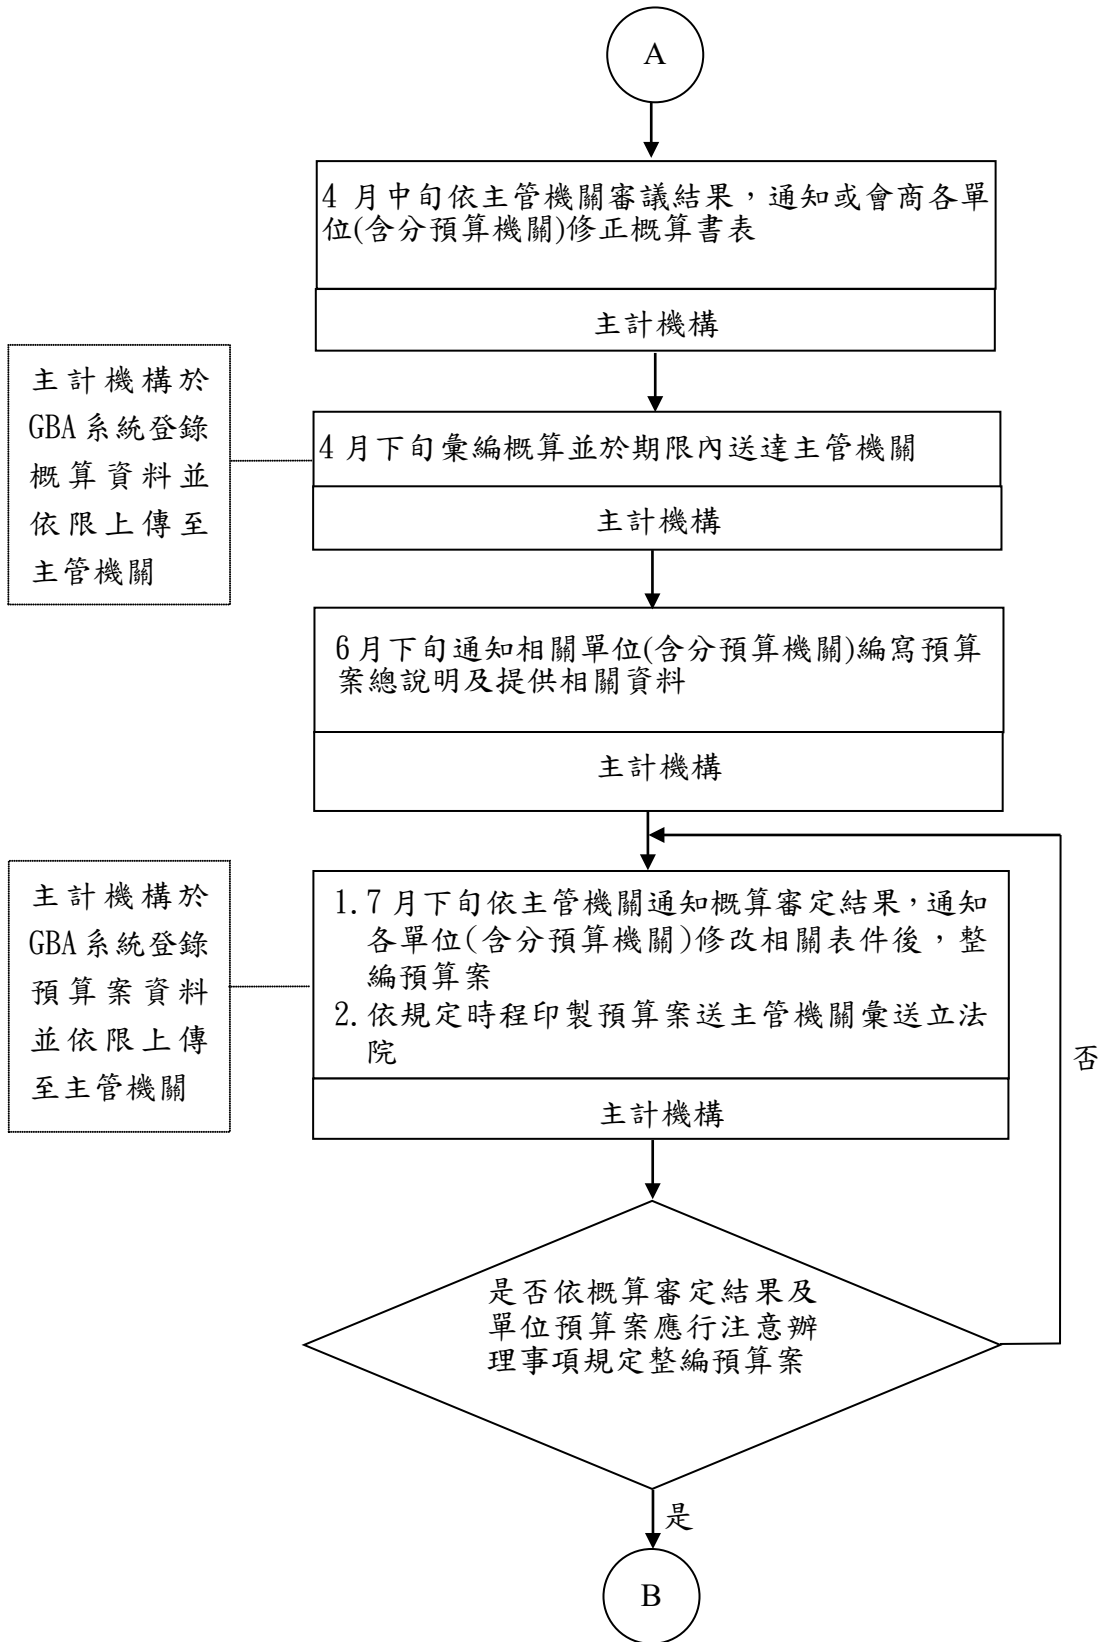 A
4 月中旬依主管機關審議結果，通知或會商各單
位(含分預算機關)修正概算書表
主計機構
主計機構於
GBA 系統登錄
概算資料並
依限上傳至
主管機關
4 月下旬彙編概算並於期限內送達主管機關
主計機構
6 月下旬通知相關單位(含分預算機關)編寫預算
案總說明及提供相關資料
主計機構
主計機構於
GBA 系統登錄
預算案資料
並依限上傳
至主管機關
1. 7 月下旬依主管機關通知概算審定結果，通知
各單位(含分預算機關)修改相關表件後，整
編預算案
2. 依規定時程印製預算案送主管機關彙送立法
院
主計機構
否
是否依概算審定結果及
單位預算案應行注意辦
理事項規定整編預算案
是
B